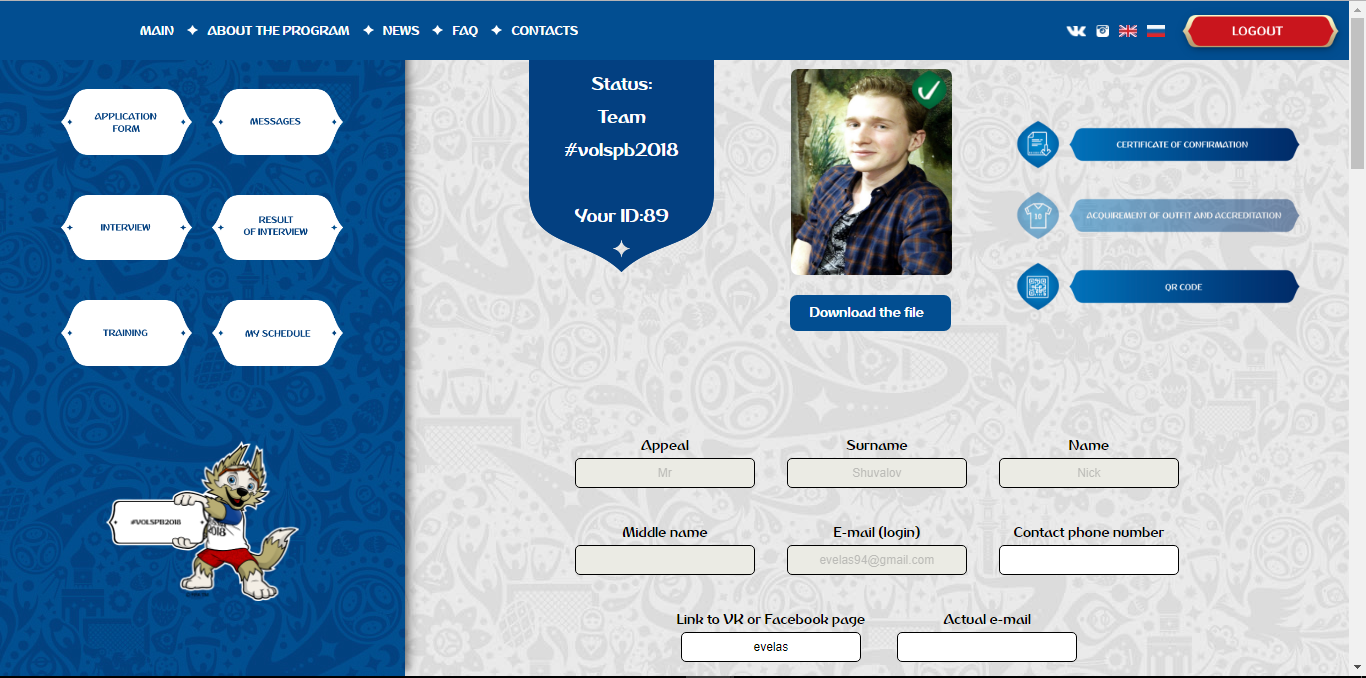 MAIN ABOUT THE PROGRAM NEWS FAQ CONTACTS
LOGOUT
APPLICATION
FORM
MESSAGES
INTERVIEW
RESULT
OF INTERVIEW
TRAINING
MY SCHEDULE
#VOLSPB2018
2018
Status:
Team
#volspb2018
Your ID:89
Download the file
CERTIFICATE OF CONFIRMATION
10
ACQUIREMENT OF OUTFIT AND ACCREDITATION
QR CODE
Appeal Surname Name
Mr Shuvalov Nick
Middle name E-mail (login) Contact phone number
evelas94@gmail.com
Link to VK or Facebook page Actual e-mail
evelas